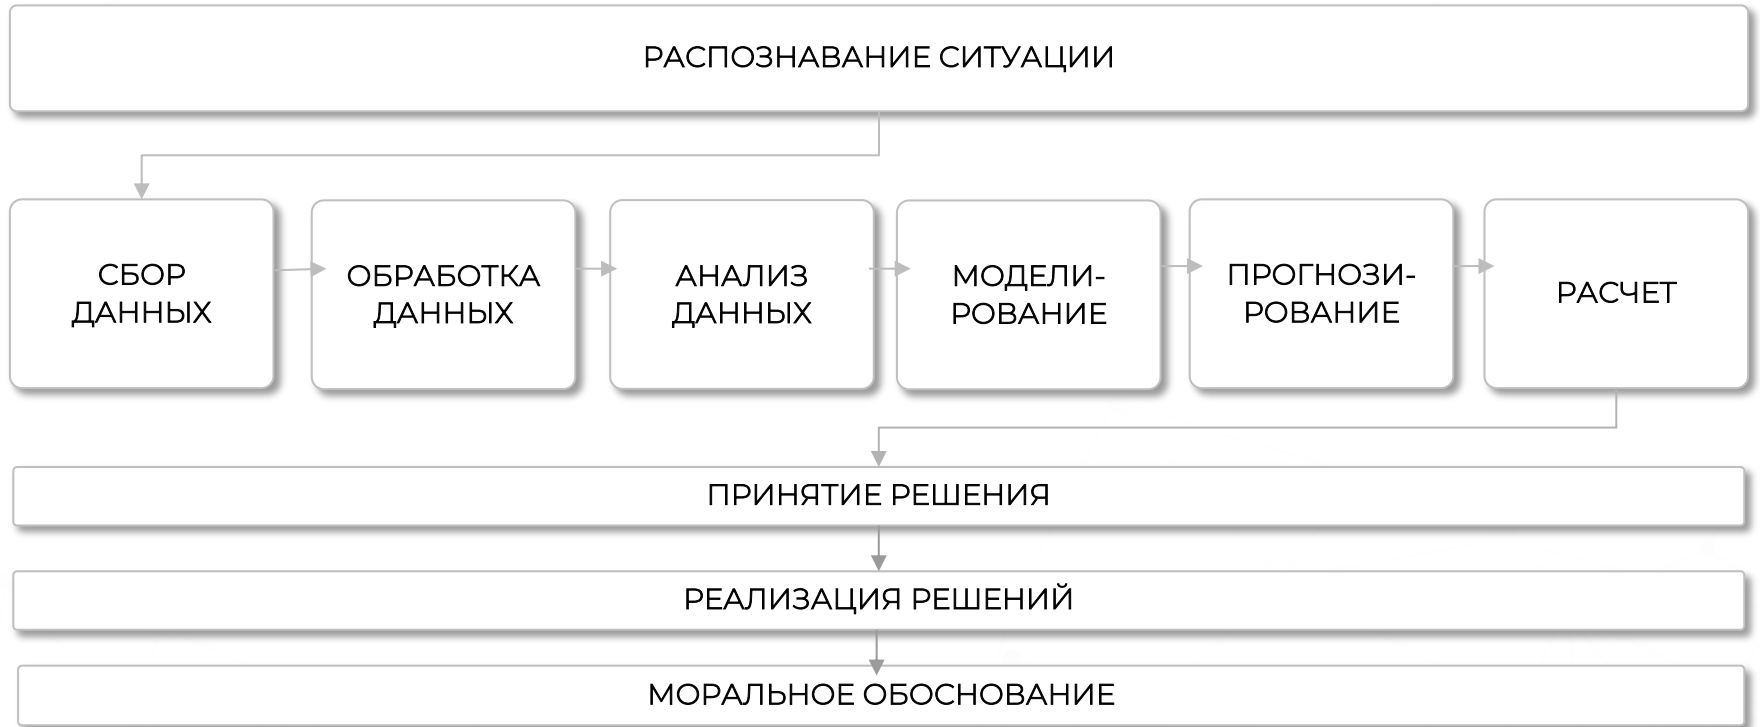 РАСПОЗНАВАНИЕ СИТУАЦИИ
СБОР
ДАННЫХ
ОБРАБОТКА
ДАННЫХ
АНАЛИЗ
ДАННЫХ
МОДЕЛИ-
РОВАНИЕ
ПРОГНОЗИ-
РОВАНИЕ
РАСЧЕТ
ПРИНЯТИЕ РЕШЕНИЯ
РЕАЛИЗАЦИЯ РЕШЕНИЙ
МОРАЛЬНОЕ ОБОСНОВАНИЕ